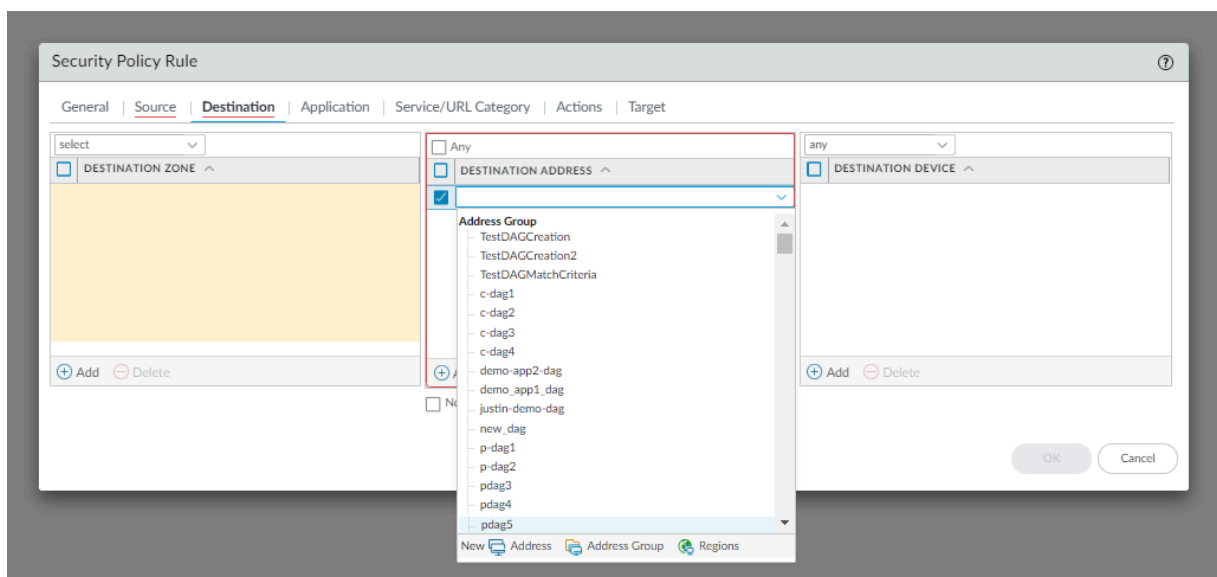 Security Policy Rule
General | Source | Destination | Application | Service/URL Category | Actions | Target
select
DESTINATION ZONE
Add Delete
Any
DESTINATION ADDRESS
Address Group
TestDAGCreation
TestDAGCreation2
TestDAGMatchCriteria
c-dag1
c-dag2
c-dag3
c-dag4
demo-app2-dag
demo_app1_dag
justin-demo-dag
new_dag
p-dag1
p-dag2
pdag3
pdag4
pdag5
New Address Address Group Regions
any
DESTINATION DEVICE
Add Delete
OK Cancel